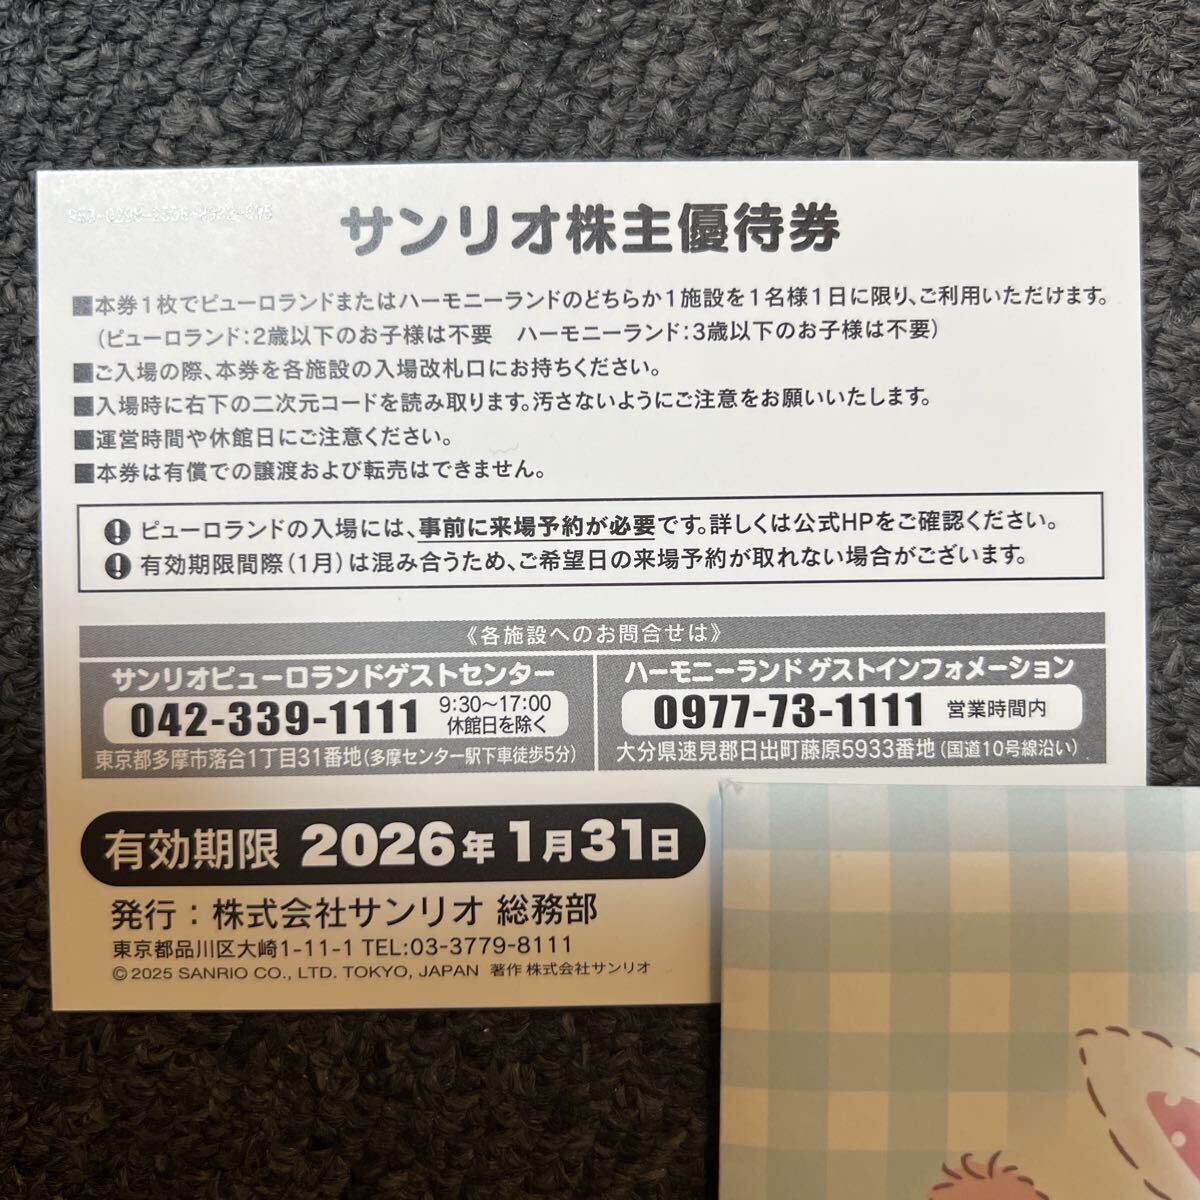 サンリオ株主優待券
■本券1枚でピューロランドまたはハーモニーランドのどちらか1施設を1名様1日に限り、ご利用いただけます。
(ピューロランド:2歳以下のお子様は不要　ハーモニーランド:3歳以下のお子様は不要)
■ご入場の際、本券を各施設の入場改札口にお持ちください。
■入場時に右下の二次元コードを読み取ります。汚さないようにご注意をお願いいたします。
■運営時間や休館日にご注意ください。
■本券は有償での譲渡および転売はできません。
! ピューロランドの入場には、事前に来場予約が必要です。詳しくは公式HPをご確認ください。
! 有効期限間際(1月)は混み合うため、ご希望日の来場予約が取れない場合がございます。
《各施設へのお問合せは》
サンリオピューロランドゲストセンター
042-339-1111 9:30~17:00
休館日を除く
東京都多摩市落合1丁目31番地(多摩センター駅下車徒歩5分)
ハーモニーランド ゲストインフォメーション
0977-73-1111 営業時間内
大分県速見郡日出町藤原5933番地(国道10号線沿い)
有効期限 2026年1月31日
発行:株式会社サンリオ 総務部
東京都品川区大崎1-11-1 TEL:03-3779-8111
©2025 SANRIO CO., LTD. TOKYO, JAPAN 著作 株式会社サンリオ